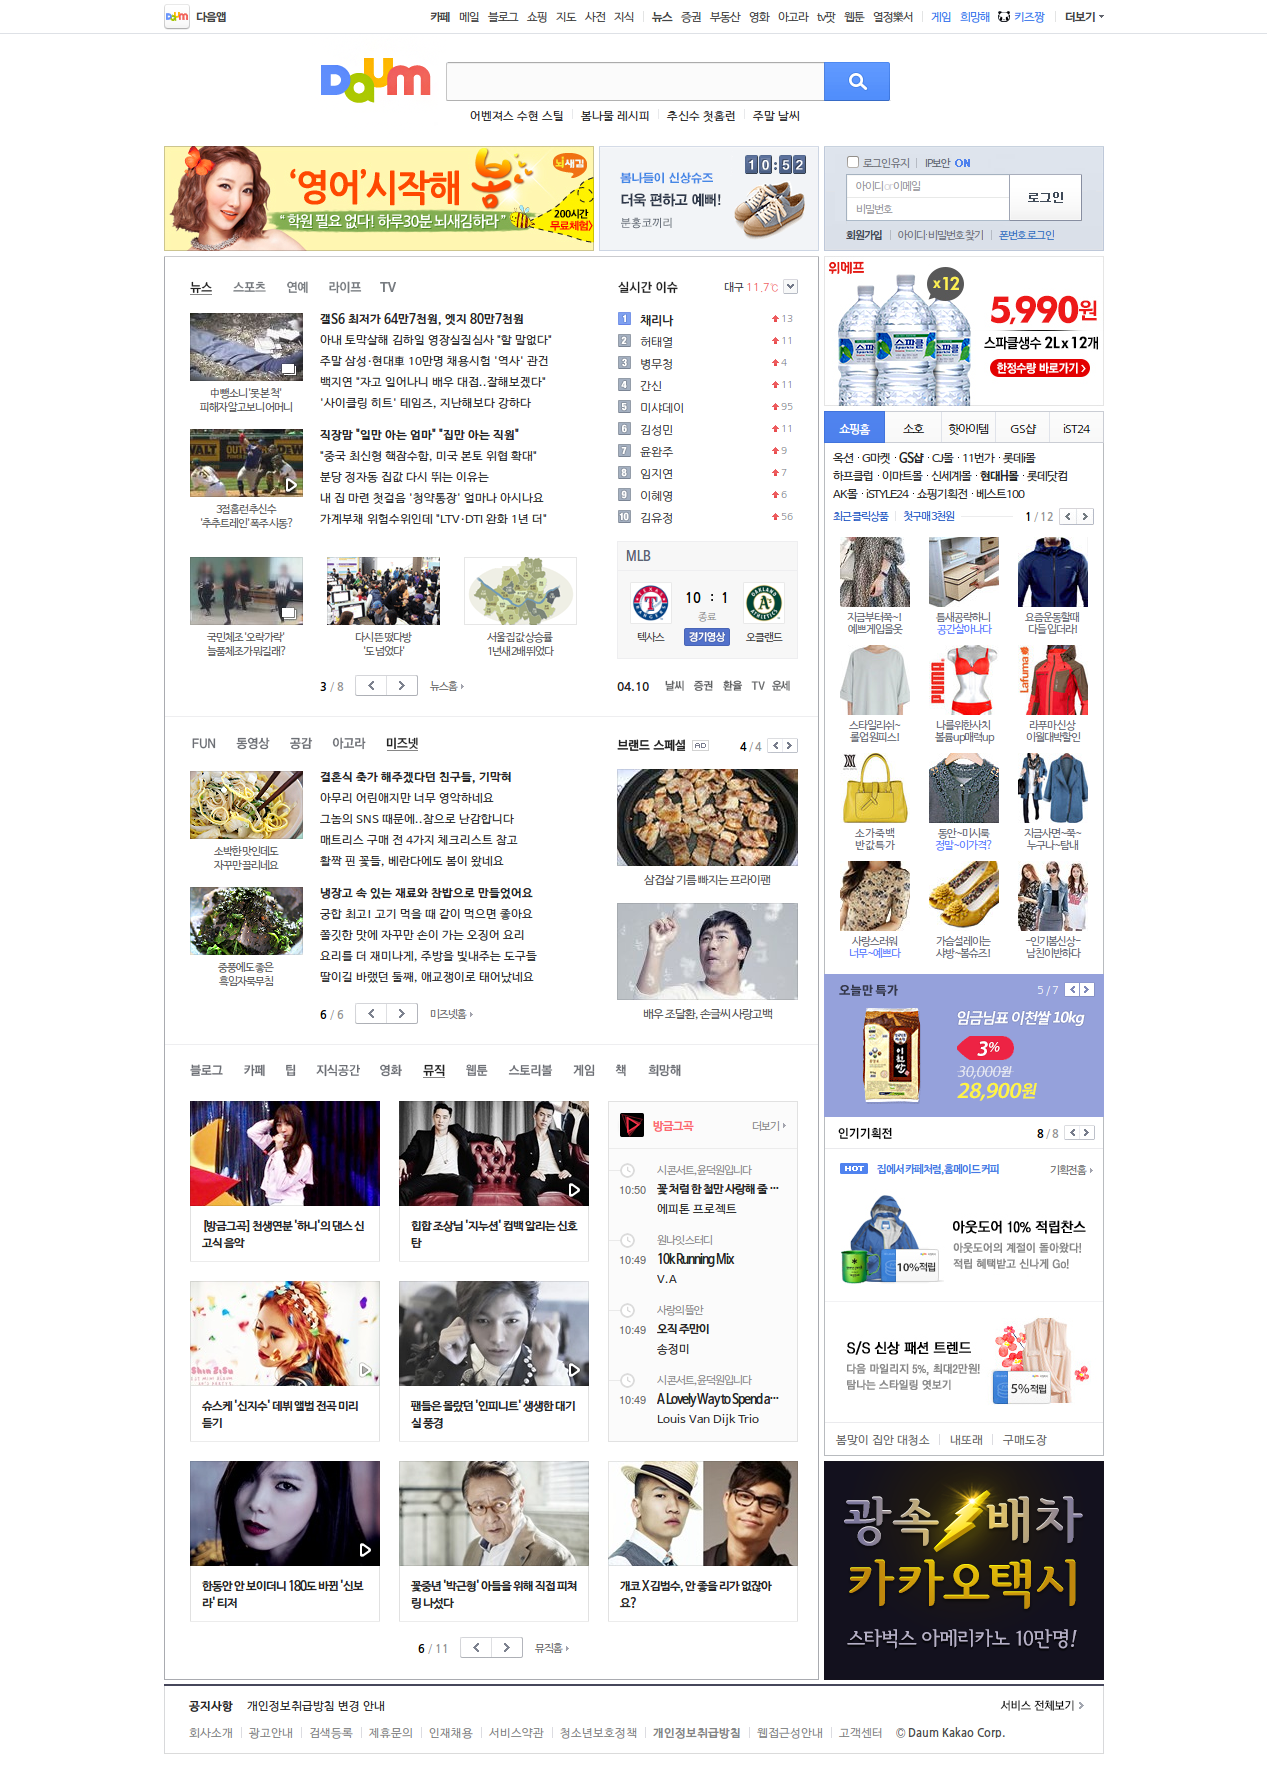 Daum 다음앱
카페 메일 블로그 쇼핑 지도 사전 지식 뉴스 증권 부동산 영화 아고라 tv팟 웹툰 열정樂서 게임 희망해 키즈짱 더보기
Daum
어벤져스 수현 스틸 봄나물 레시피 추신수 첫홈런 주말 날씨
'영어'시작해 봄 뇌새김
"학원 필요 없다! 하루30분 뇌새김하라"
200시간
무료체험
10:52
봄나들이 신상슈즈
더욱 편하고 예뻐!
분홍코끼리
로그인 유지 IP보안 ON
아이디 or 이메일
비밀번호
로그인
회원가입 아이디·비밀번호 찾기 폰번호 로그인
뉴스 스포츠 연예 라이프 TV
갤S6 최저가 64만7천원, 엣지 80만7천원
아내 토막살해 김하일 영장실질심사 "할 말없다"
주말 삼성·현대車 10만명 채용시험 '역사' 관건
백지연 "자고 일어나니 배우 대접..잘해보겠다"
'사이클링 히트' 테임즈, 지난해보다 강하다
中 뺑소니 '못 본 척'
피해자 알고보니 어머니
직장맘 "일만 아는 엄마" "집만 아는 직원"
"중국 최신형 핵잠수함, 미국 본토 위협 확대"
분당 정자동 집값 다시 뛰는 이유는
내 집 마련 첫걸음 '청약통장' 얼마나 아시나요
가계부채 위험수위인데 "LTV·DTI 완화 1년 더"
3점홈런 추신수
'추추트레인' 폭주 시동?
국민체조 '오락가락'
늘품체조가 뭐길래?
다시 뜬 떴다방
'도 넘었다'
서울 집값 상승률
1년새 2배 뛰었다
3 / 8 뉴스홈
실시간 이슈 대구 11.7℃
1 채리나 13
2 허태열 11
3 병무청 4
4 간신 11
5 미샤데이 95
6 김성민 11
7 윤완주 9
8 임지연 7
9 이혜영 6
10 김유정 56
MLB
10 : 1
종료
텍사스 경기영상 오클랜드
04.10 날씨 증권 환율 TV 운세
FUN 동영상 공감 아고라 미즈넷
결혼식 축가 해주겠다던 친구들, 기막혀
아무리 어린애지만 너무 영악하네요
그놈의 SNS 때문에..참으로 난감합니다
매트리스 구매 전 4가지 체크리스트 참고
활짝 핀 꽃들, 베란다에도 봄이 왔네요
소박한 맛인데도
자꾸만 끌리네요
냉장고 속 있는 재료와 찬밥으로 만들었어요
궁합 최고! 고기 먹을 때 같이 먹으면 좋아요
쫄깃한 맛에 자꾸만 손이 가는 오징어 요리
요리를 더 재미나게, 주방을 빛내주는 도구들
딸이길 바랬던 둘째, 애교쟁이로 태어났네요
중풍에도 좋은
흑임자묵무침
6 / 6 미즈넷홈
브랜드 스페셜 AD 4 / 4
삼겹살 기름 빠지는 프라이팬
배우 조달환, 손글씨 사랑고백
블로그 카페 팁 지식공간 영화 뮤직 웹툰 스토리볼 게임 책 희망해
[방금그곡] 천생연분 '하니'의 댄스 신고식 음악
힙합 조상님 '지누션' 컴백 알리는 신호탄
슈스케 '신지수' 데뷔 앨범 전곡 미리 듣기
팬들은 몰랐던 '인피니트' 생생한 대기실 풍경
한동안 안 보이더니 180도 바뀐 '신보라' 티저
꽃중년 '박근형' 아들을 위해 직접 피쳐링 나섰다
개코 X 김범수, 안 좋을 리가 없잖아요?
방금그곡 더보기
시콘서트, 윤덕원입니다
10:50 꽃 처럼 한 철만 사랑해 줄 ...
에피톤 프로젝트
원나잇 스터디
10:49 10k Running Mix
V.A
사랑의 뜰안
10:49 오직 주만이
송정미
시콘서트, 윤덕원입니다
10:49 A Lovely Way to Spend a...
Louis Van Dijk Trio
6 / 11 뮤직홈
위메프
x12
5,990원
스파클생수 2L x 12개
한정수량 바로가기
쇼핑홈 소호 핫아이템 GS샵 iST24
옥션 · G마켓 · GS샵 · CJ몰 · 11번가 · 롯데i몰
하프클럽 · 이마트몰 · 신세계몰 · 현대H몰 · 롯데닷컴
AK몰 · iSTYLE24 · 쇼핑기획전 · 베스트100
최근 클릭상품 첫구매 3천원 1 / 12
지금부터쭉~!
예쁘게입을옷
틈새공략하니
공간살아나다
요즘운동할때
다들 입더라!
스타일리쉬~
롤업 원피스!
PUMA
나를위한사치
볼륨up매력up
Lafuma
라푸마신상
이월대박할인
소 가 죽 백
반 값 특 가
동안~미시룩
정말~이가격?
지금사면~쭉~
누구나~탐내
사랑스러워
너무~예쁘다
가슴설레이는
샤방~봄슈즈!
~인기봄신상~
남친이반하다
오늘만 특가 5 / 7
임금님표 이천쌀 10kg
3%
30,000원
28,900원
인기기획전 8 / 8
HOT 집에서 카페처럼, 홈메이드 커피 기획전홈
아웃도어 10% 적립찬스
아웃도어의 계절이 돌아왔다!
적립 혜택받고 신나게 Go!
10%적립
S/S 신상 패션 트렌드
다음 마일리지 5%, 최대2만원!
탐나는 스타일링 엿보기
5%적립
봄맞이 집안 대청소 내또래 구매도장
광속 배차
카카오택시
스타벅스 아메리카노 10만명!
공지사항 개인정보취급방침 변경 안내 서비스 전체보기
회사소개 광고안내 검색등록 제휴문의 인재채용 서비스약관 청소년보호정책 개인정보취급방침 웹접근성안내 고객센터 © Daum Kakao Corp.